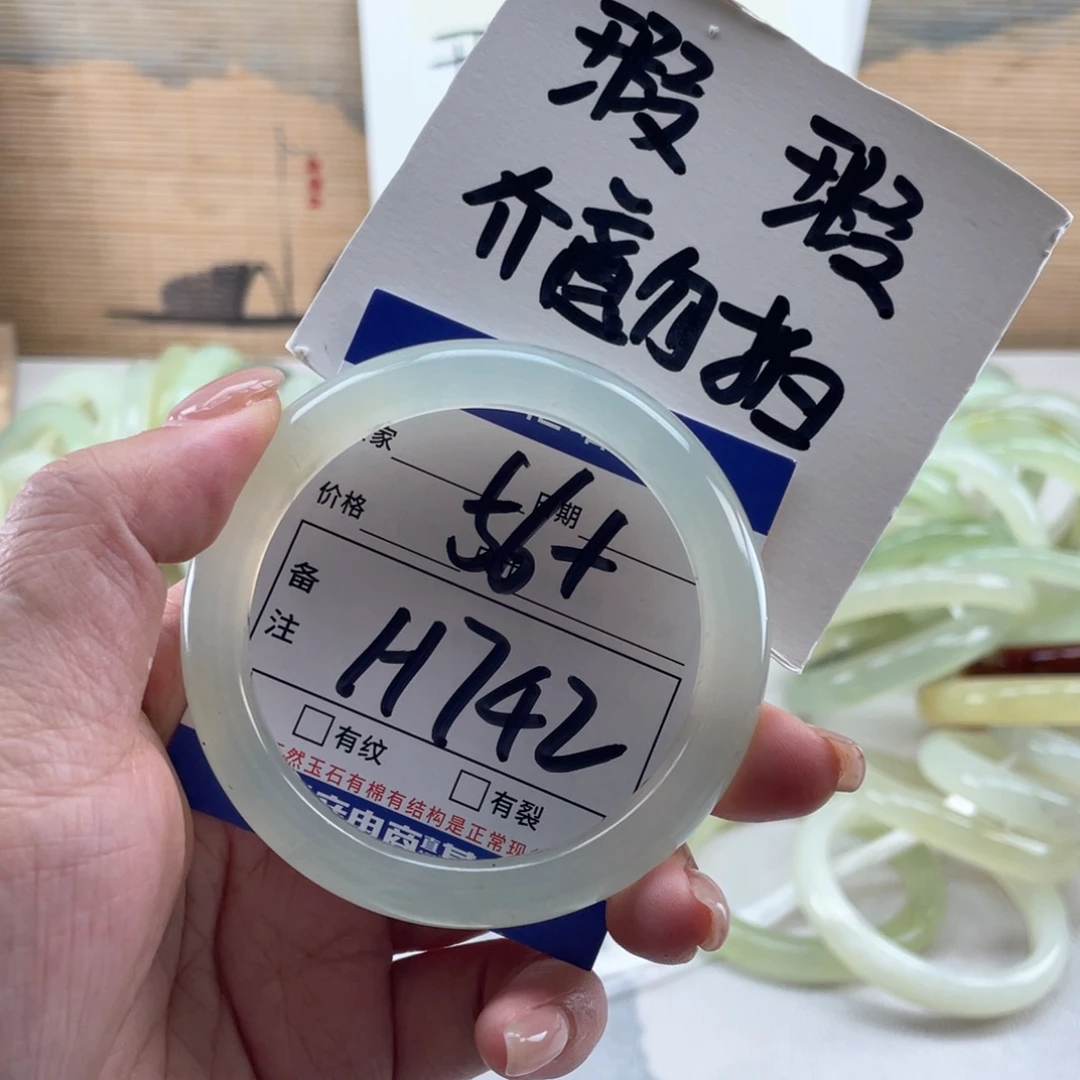 瑕 瑕
介意勿拍
家
日期
价格
56+
备注
H742
□有纹 □有裂
然玉石有棉有结构是正常现